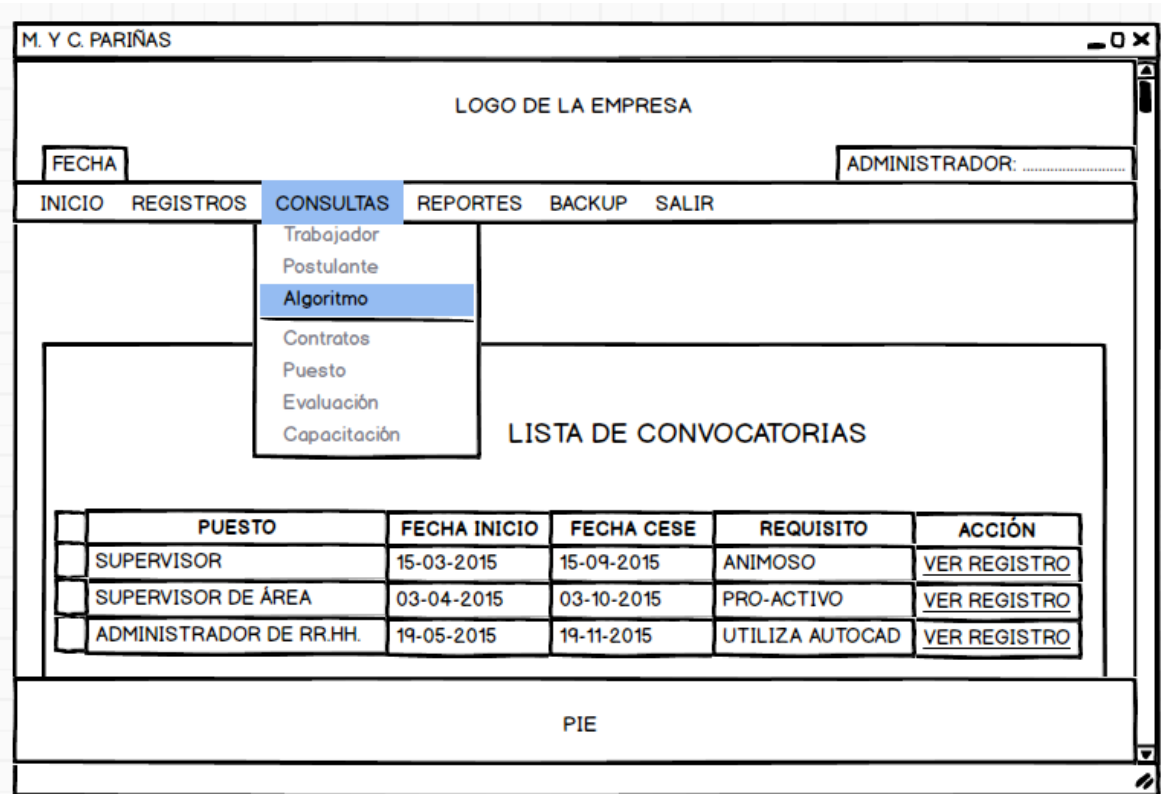 M. Y C. PARIÑAS
LOGO DE LA EMPRESA
FECHA
ADMINISTRADOR: ..............................
INICIO REGISTROS CONSULTAS REPORTES BACKUP SALIR
Trabajador
Postulante
Algoritmo
Contratos
Puesto
Evaluación
Capacitación
LISTA DE CONVOCATORIAS
PUESTO FECHA INICIO FECHA CESE REQUISITO ACCIÓN
SUPERVISOR 15-03-2015 15-09-2015 ANIMOSO VER REGISTRO
SUPERVISOR DE ÁREA 03-04-2015 03-10-2015 PRO-ACTIVO VER REGISTRO
ADMINISTRADOR DE RR.HH. 19-05-2015 19-11-2015 UTILIZA AUTOCAD VER REGISTRO
PIE